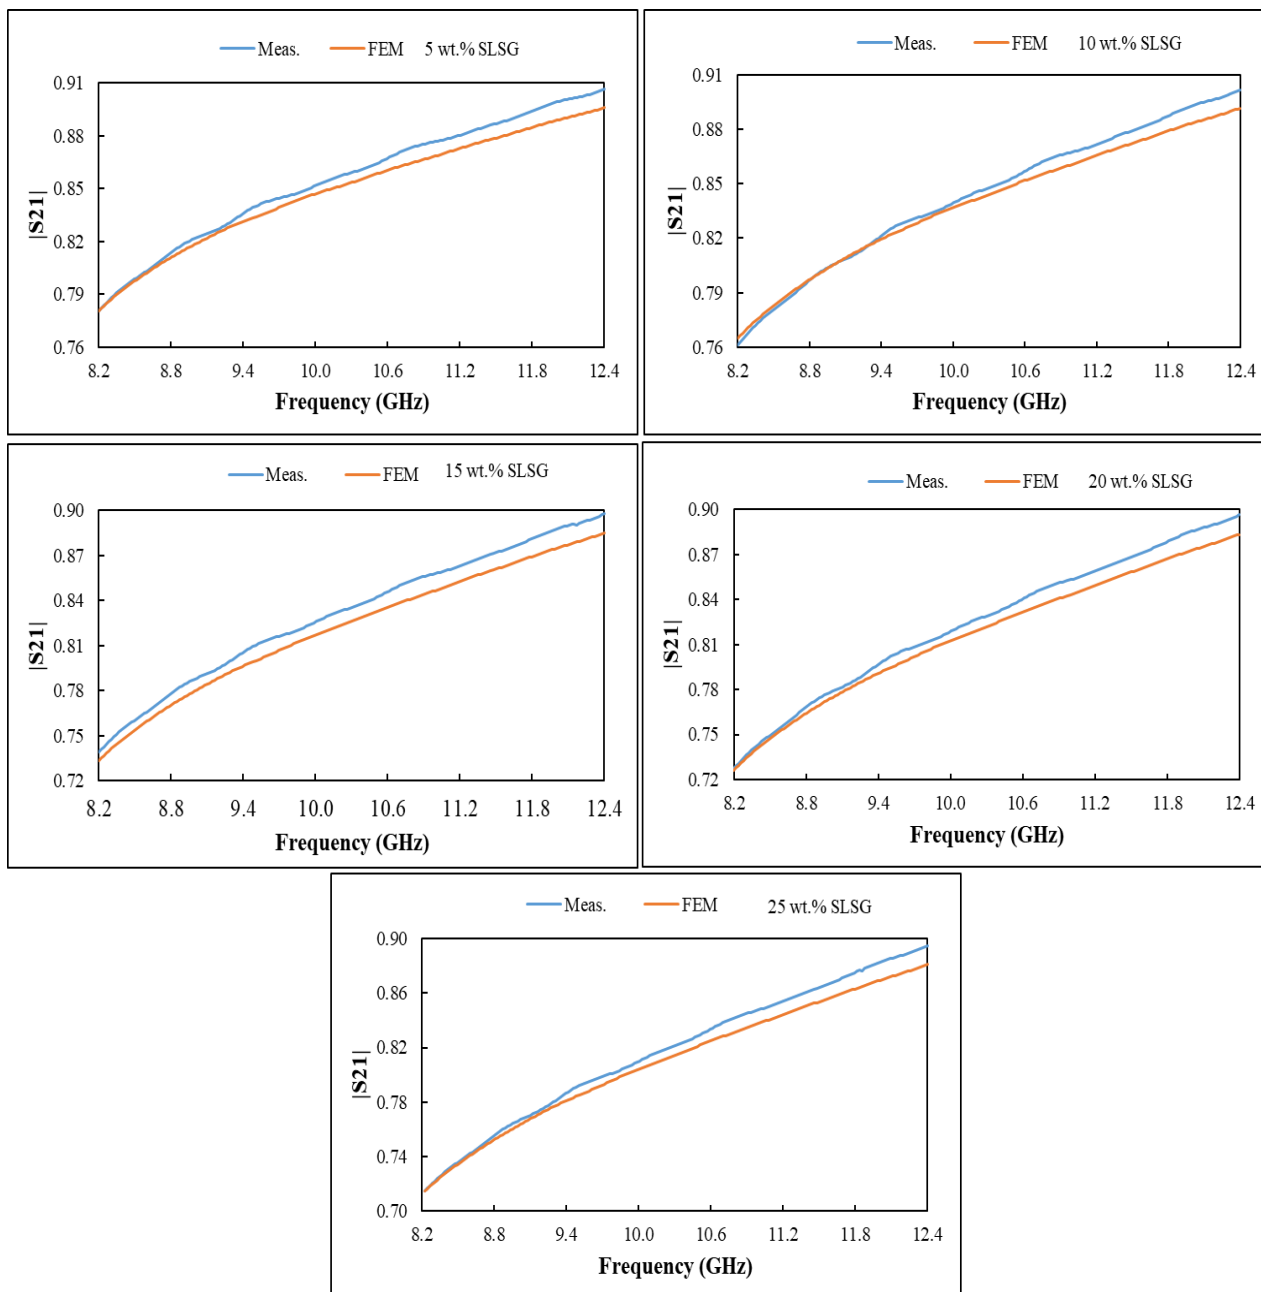 Meas. FEM 5 wt.% SLSG
0.91
0.88
0.85
0.82
0.79
0.76
|S21|
8.2 8.8 9.4 10.0 10.6 11.2 11.8 12.4
Frequency (GHz)
Meas. FEM 10 wt.% SLSG
0.91
0.88
0.85
0.82
0.79
0.76
|S21|
8.2 8.8 9.4 10.0 10.6 11.2 11.8 12.4
Frequency (GHz)
Meas. FEM 15 wt.% SLSG
0.90
0.87
0.84
0.81
0.78
0.75
0.72
|S21|
8.2 8.8 9.4 10.0 10.6 11.2 11.8 12.4
Frequency (GHz)
Meas. FEM 20 wt.% SLSG
0.90
0.87
0.84
0.81
0.78
0.75
0.72
|S21|
8.2 8.8 9.4 10.0 10.6 11.2 11.8 12.4
Frequency (GHz)
Meas. FEM 25 wt.% SLSG
0.90
0.86
0.82
0.78
0.74
0.70
|S21|
8.2 8.8 9.4 10.0 10.6 11.2 11.8 12.4
Frequency (GHz)